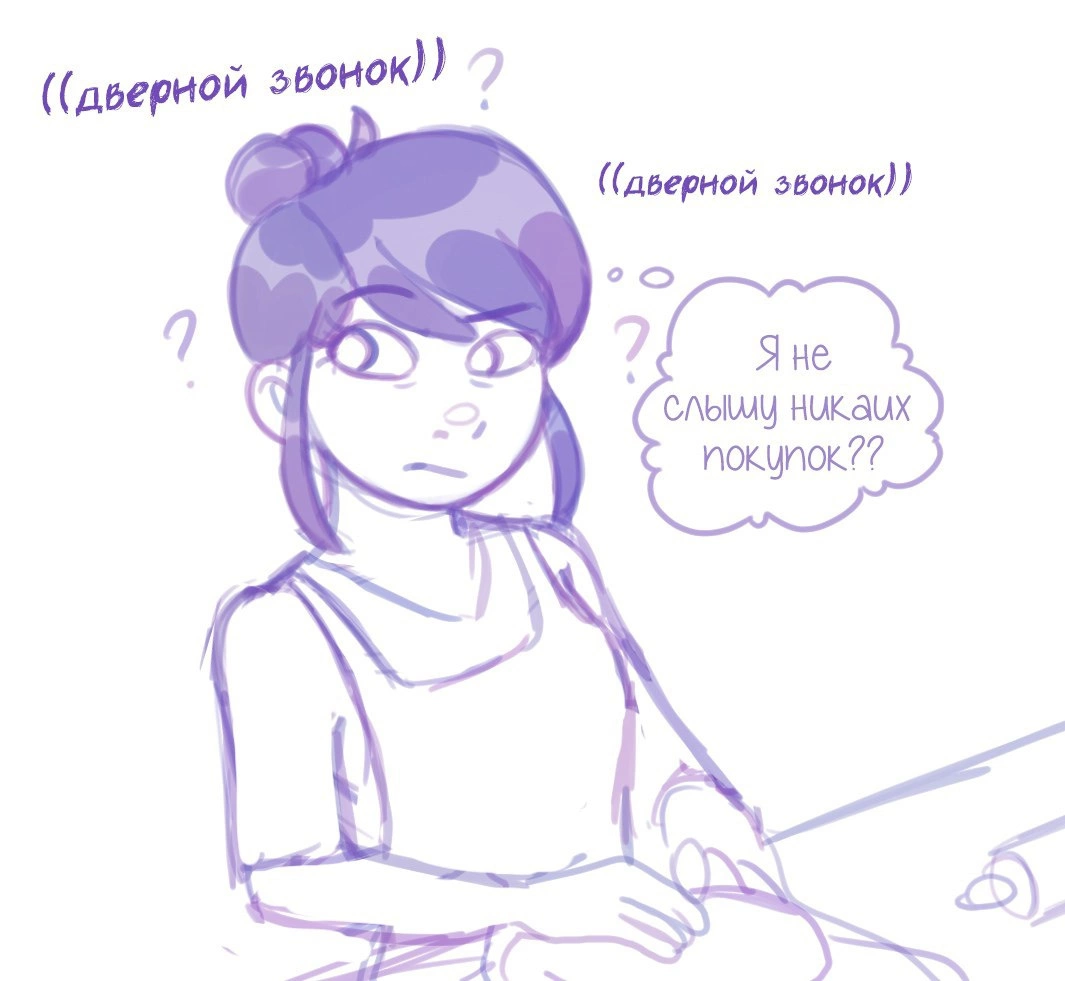 ((дверной звонок))
?
((дверной звонок))
?
?
Я не
слышу никаих
покупок??